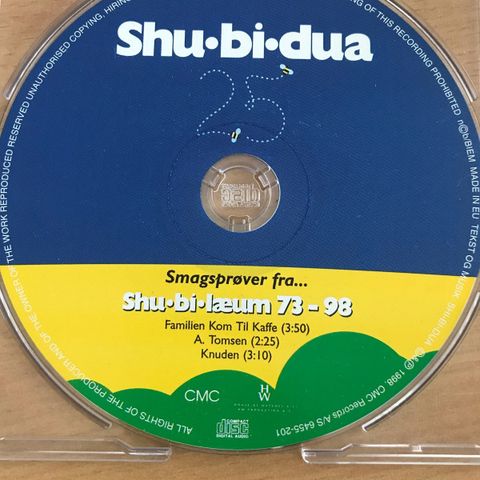 Shu·bi·dua
25
Smagsprøver fra...
Shu·bi·læum 73 - 98
Familien Kom Til Kaffe (3:50)
A. Tomsen (2:25)
Knuden (3:10)
CMC
HW
COMPACT
disc
DIGITAL AUDIO
ALL RIGHTS OF THE PRODUCER AND OF THE OWNER OF THE WORK REPRODUCED RESERVED UNAUTHORISED COPYING, HIRING
OF THIS RECORDING PROHIBITED n©b/BIEM MADE IN EU TEKST OG MUSIK: SHU-BI-DUA ℗&© 1998 CMC Records A/S 6455-201